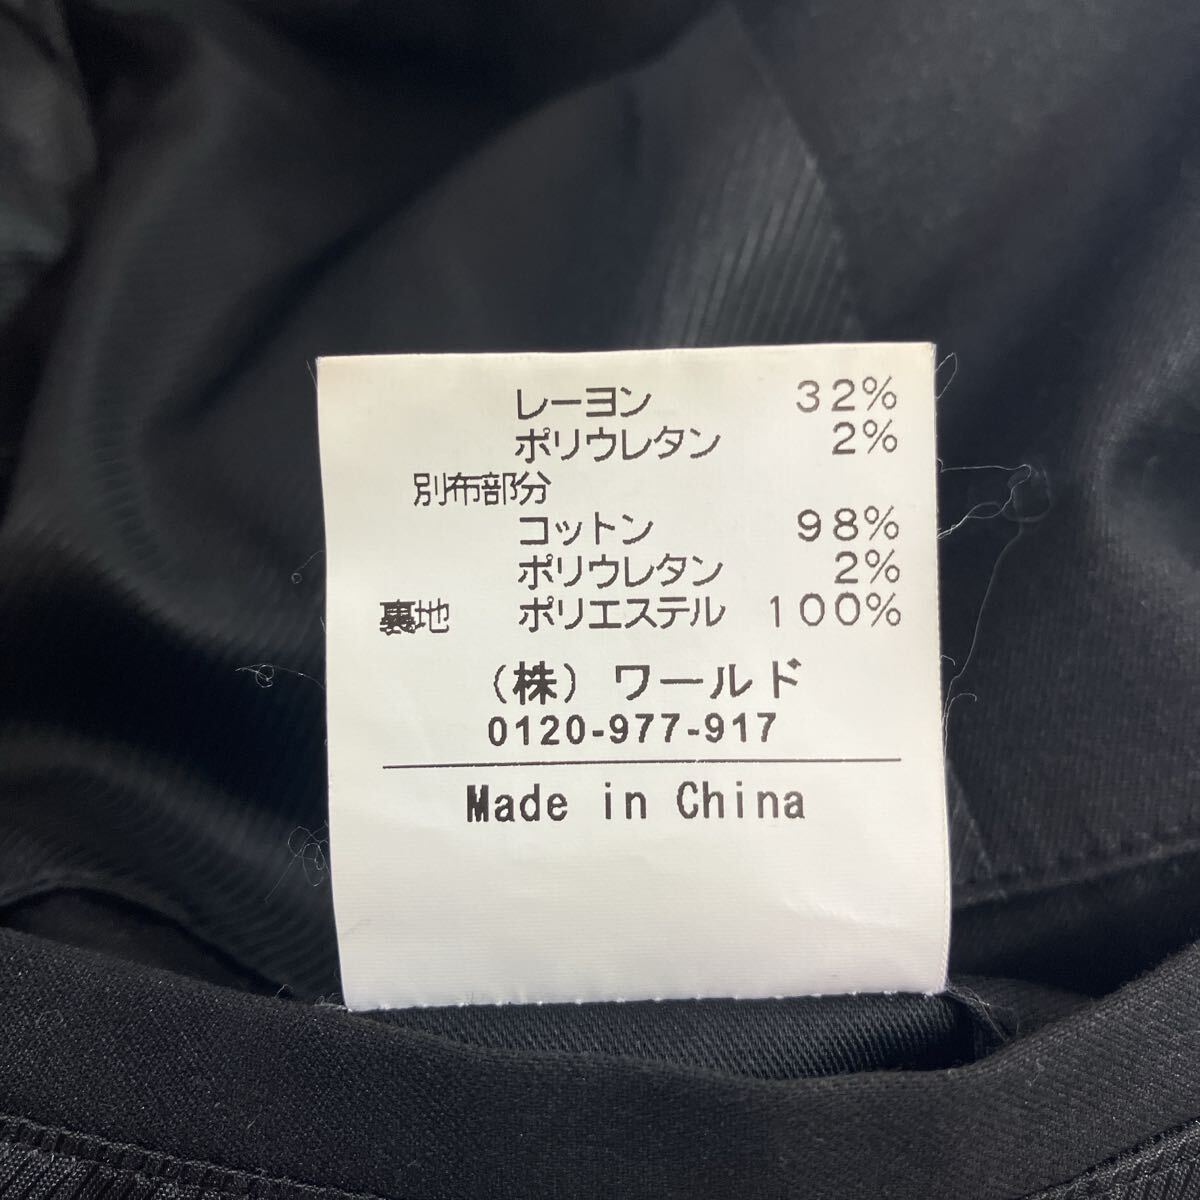 レーヨン 32%
ポリウレタン 2%
別布部分
コットン 98%
ポリウレタン 2%
裏地 ポリエステル 100%
(株) ワールド
0120-977-917
Made in China